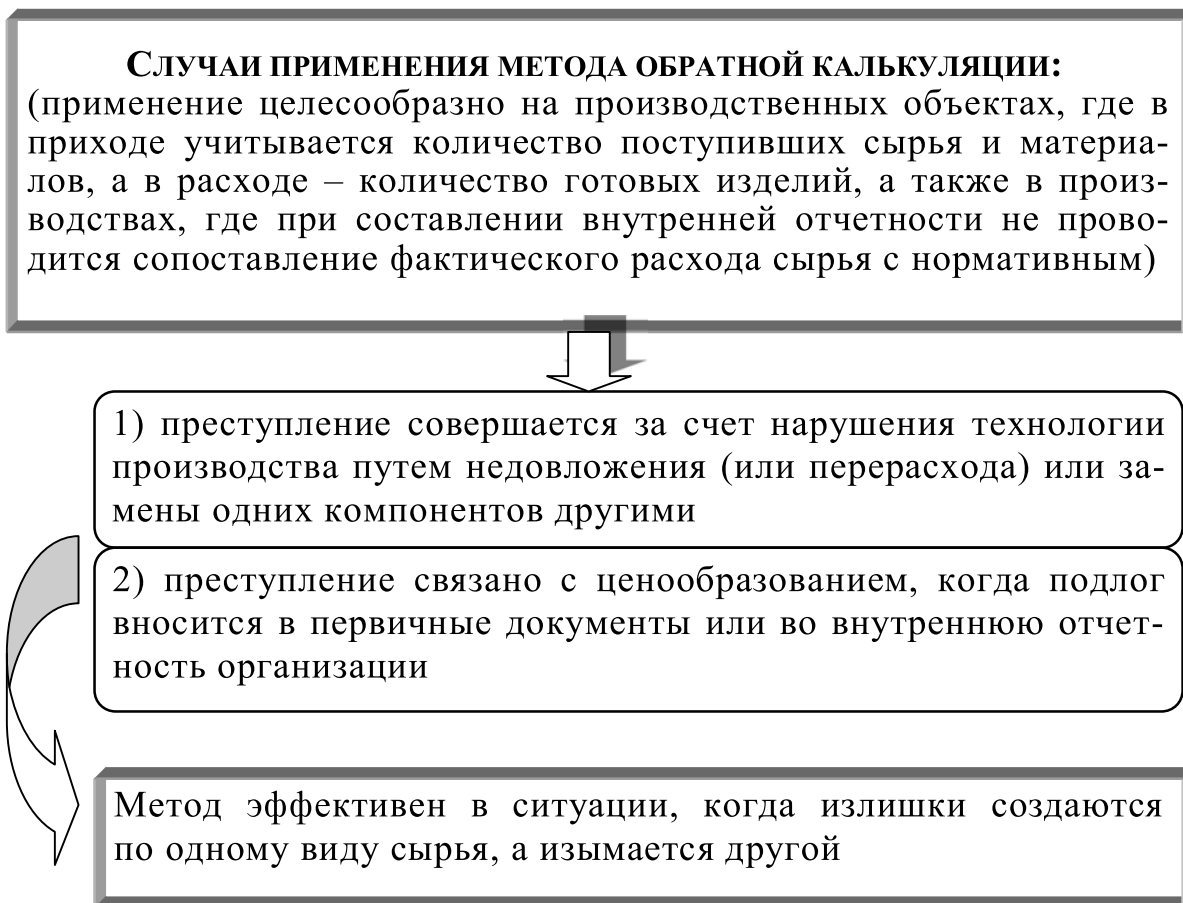 СЛУЧАИ ПРИМЕНЕНИЯ МЕТОДА ОБРАТНОЙ КАЛЬКУЛЯЦИИ:
(применение целесообразно на производственных объектах, где в
приходе учитывается количество поступивших сырья и материа-
лов, а в расходе – количество готовых изделий, а также в произ-
водствах, где при составлении внутренней отчетности не прово-
дится сопоставление фактического расхода сырья с нормативным)
1) преступление совершается за счет нарушения технологии
производства путем недовложения (или перерасхода) или за-
мены одних компонентов другими
2) преступление связано с ценообразованием, когда подлог
вносится в первичные документы или во внутреннюю отчет-
ность организации
Метод эффективен в ситуации, когда излишки создаются
по одному виду сырья, а изымается другой